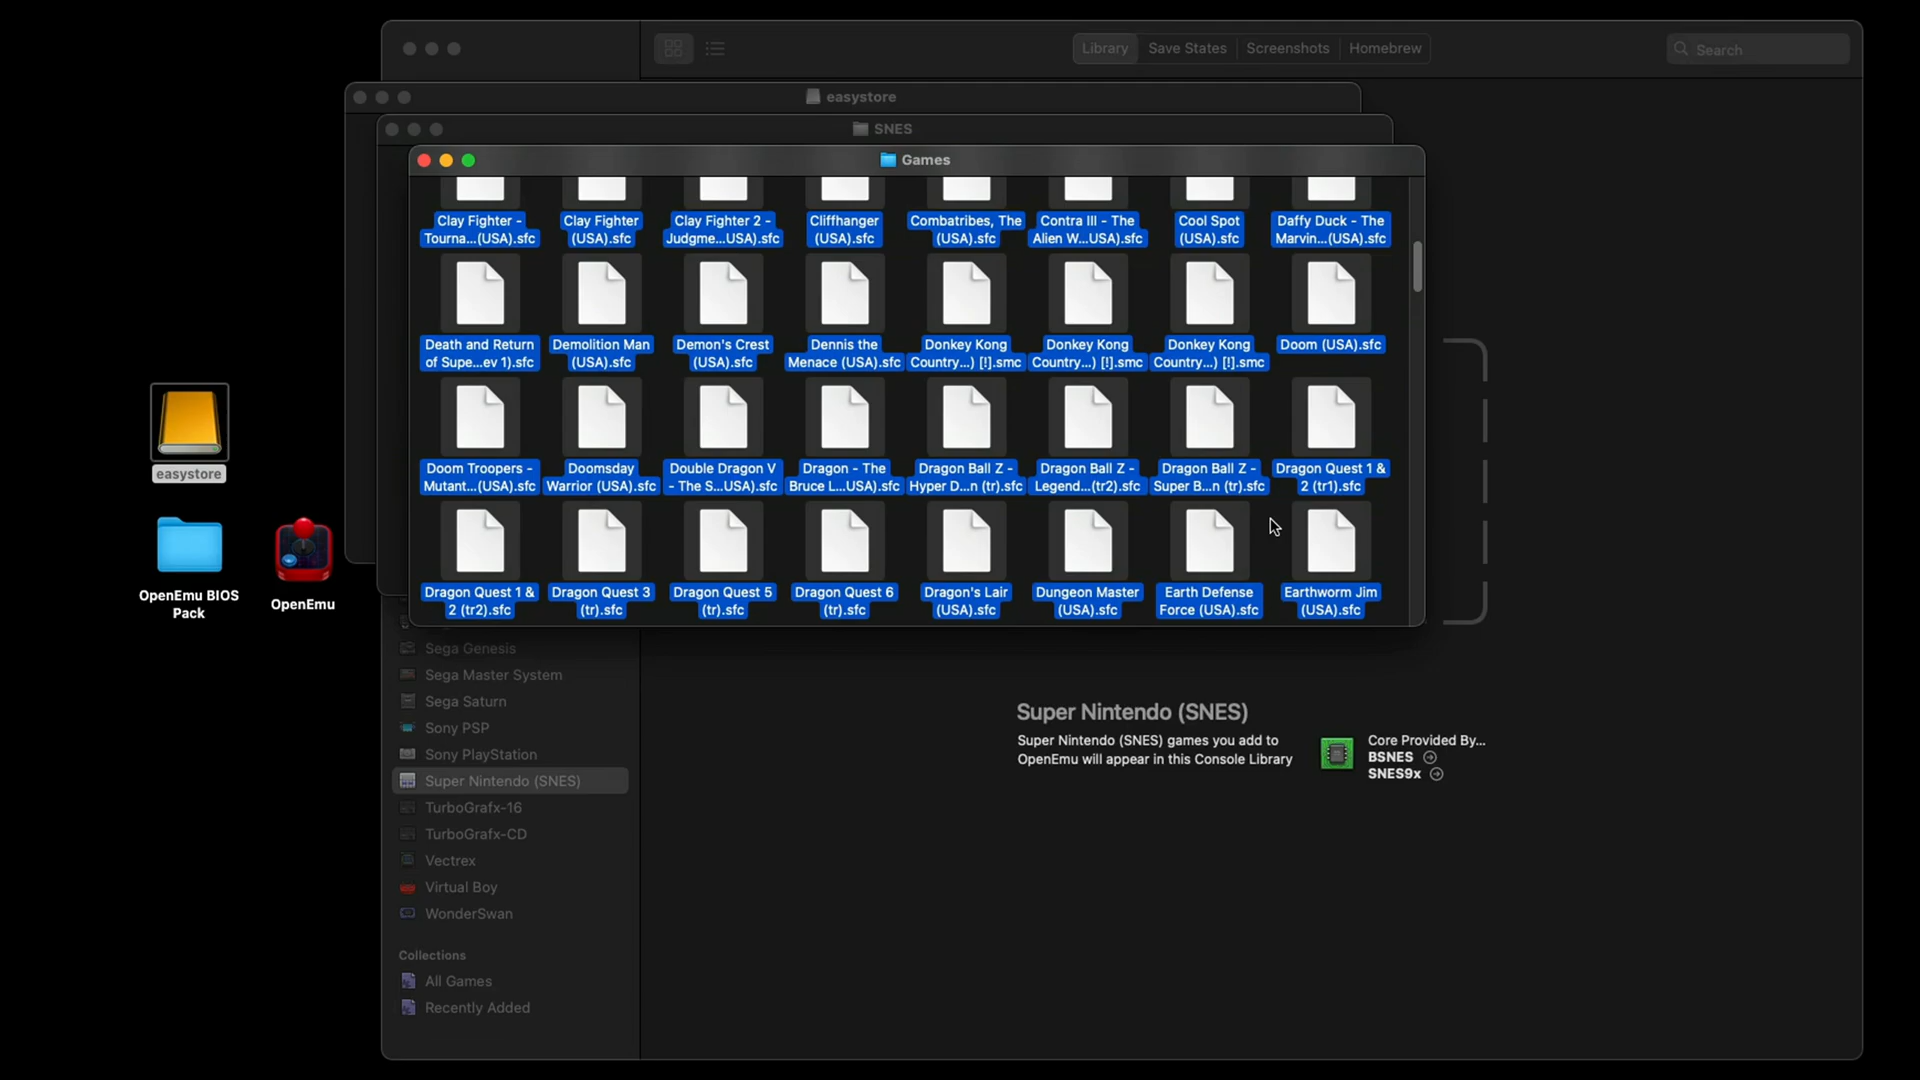 Library
Save States
Screenshots
Homebrew
Search
easystore
SNES
Games
Clay Fighter -
Tourna...(USA).sfc
Clay Fighter
(USA).sfc
Clay Fighter 2 -
Judgme...USA).sfc
Cliffhanger
(USA).sfc
Combatribes, The
(USA).sfc
Contra III - The
Alien W...USA).sfc
Cool Spot
(USA).sfc
Daffy Duck - The
Marvin...(USA).sfc
Death and Return
of Supe...ev 1).sfc
Demolition Man
(USA).sfc
Demon's Crest
(USA).sfc
Dennis the
Menace (USA).sfc
Donkey Kong
Country...) [!].smc
Donkey Kong
Country...) [!].smc
Donkey Kong
Country...) [!].smc
Doom (USA).sfc
Doom Troopers -
Mutant...(USA).sfc
Doomsday
Warrior (USA).sfc
Double Dragon V
- The S...USA).sfc
Dragon - The
Bruce L...USA).sfc
Dragon Ball Z -
Hyper D...n (tr).sfc
Dragon Ball Z -
Legend...(tr2).sfc
Dragon Ball Z -
Super B...n (tr).sfc
Dragon Quest 1 &
2 (tr1).sfc
Dragon Quest 1 &
2 (tr2).sfc
Dragon Quest 3
(tr).sfc
Dragon Quest 5
(tr).sfc
Dragon Quest 6
(tr).sfc
Dragon's Lair
(USA).sfc
Dungeon Master
(USA).sfc
Earth Defense
Force (USA).sfc
Earthworm Jim
(USA).sfc
easystore
OpenEmu BIOS
Pack
OpenEmu
Sega Genesis
Sega Master System
Sega Saturn
Sony PSP
Sony PlayStation
Super Nintendo (SNES)
TurboGrafx-16
TurboGrafx-CD
Vectrex
Virtual Boy
WonderSwan
Collections
All Games
Recently Added
Super Nintendo (SNES)
Super Nintendo (SNES) games you add to
OpenEmu will appear in this Console Library
Core Provided By...
BSNES
SNES9x